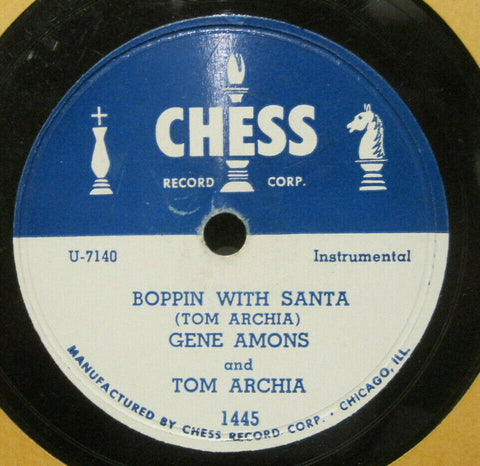 CHESS
RECORD CORP.
U-7140 Instrumental
BOPPIN WITH SANTA
(TOM ARCHIA)
GENE AMONS
and
TOM ARCHIA
1445
MANUFACTURED BY CHESS RECORD CORP. • CHICAGO, ILL